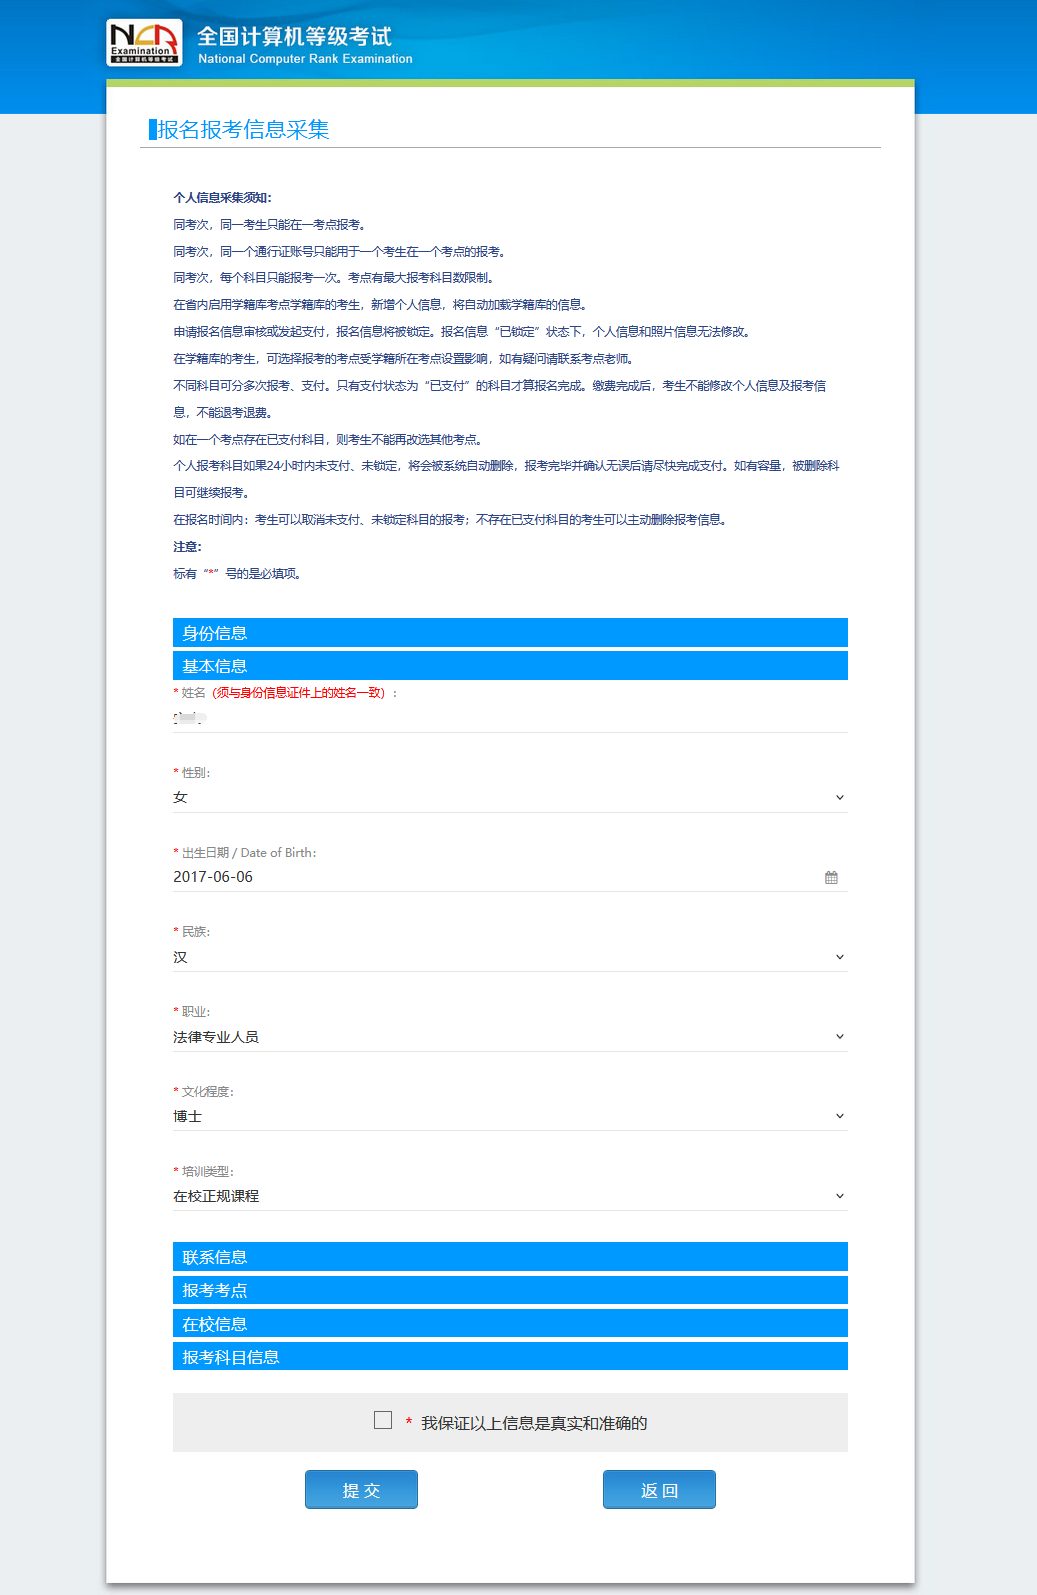 NCR
Examination
全国计算机等级考试
全国计算机等级考试
National Computer Rank Examination
报名报考信息采集
个人信息采集须知：
同考次，同一考生只能在一考点报考。
同考次，同一个通行证账号只能用于一个考生在一个考点的报考。
同考次，每个科目只能报考一次。考点有最大报考科目数限制。
在省内启用学籍库考点学籍库的考生，新增个人信息，将自动加载学籍库的信息。
申请报名信息审核或发起支付，报名信息将被锁定。报名信息“已锁定”状态下，个人信息和照片信息无法修改。
在学籍库的考生，可选择报考的考点受学籍所在考点设置影响，如有疑问请联系考点老师。
不同科目可分多次报考、支付。只有支付状态为“已支付”的科目才算报名完成。缴费完成后，考生不能修改个人信息及报考信
息，不能退考退费。
如在一个考点存在已支付科目，则考生不能再改选其他考点。
个人报考科目如果24小时内未支付、未锁定，将会被系统自动删除，报考完毕并确认无误后请尽快完成支付。如有容量，被删除科
目可继续报考。
在报名时间内：考生可以取消未支付、未锁定科目的报考；不存在已支付科目的考生可以主动删除报考信息。
注意：
标有“*”号的是必填项。
身份信息
基本信息
* 姓名（须与身份信息证件上的姓名一致）：
* 性别：
女
* 出生日期 / Date of Birth：
2017-06-06
* 民族：
汉
* 职业：
法律专业人员
* 文化程度：
博士
* 培训类型：
在校正规课程
联系信息
报考考点
在校信息
报考科目信息
* 我保证以上信息是真实和准确的
提 交
返 回